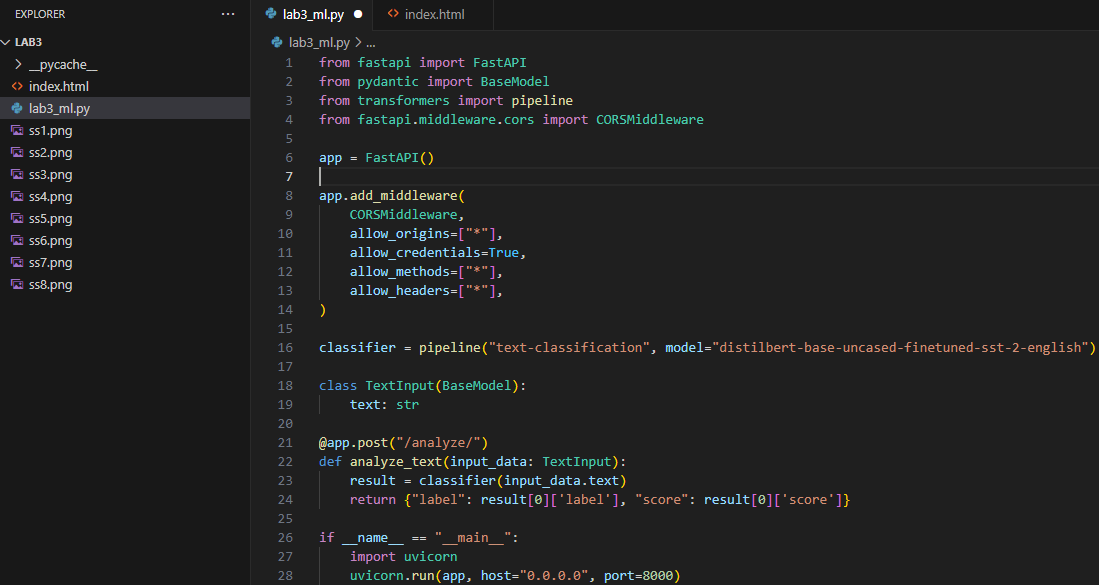 EXPLORER
···
LAB3
__pycache__
index.html
lab3_ml.py
ss1.png
ss2.png
ss3.png
ss4.png
ss5.png
ss6.png
ss7.png
ss8.png
lab3_ml.py ●
<> index.html
lab3_ml.py > ...
1 from fastapi import FastAPI
2 from pydantic import BaseModel
3 from transformers import pipeline
4 from fastapi.middleware.cors import CORSMiddleware
5
6 app = FastAPI()
7
8 app.add_middleware(
9     CORSMiddleware,
10     allow_origins=["*"],
11     allow_credentials=True,
12     allow_methods=["*"],
13     allow_headers=["*"],
14 )
15
16 classifier = pipeline("text-classification", model="distilbert-base-uncased-finetuned-sst-2-english")
17
18 class TextInput(BaseModel):
19     text: str
20
21 @app.post("/analyze/")
22 def analyze_text(input_data: TextInput):
23     result = classifier(input_data.text)
24     return {"label": result[0]['label'], "score": result[0]['score']}
25
26 if __name__ == "__main__":
27     import uvicorn
28     uvicorn.run(app, host="0.0.0.0", port=8000)